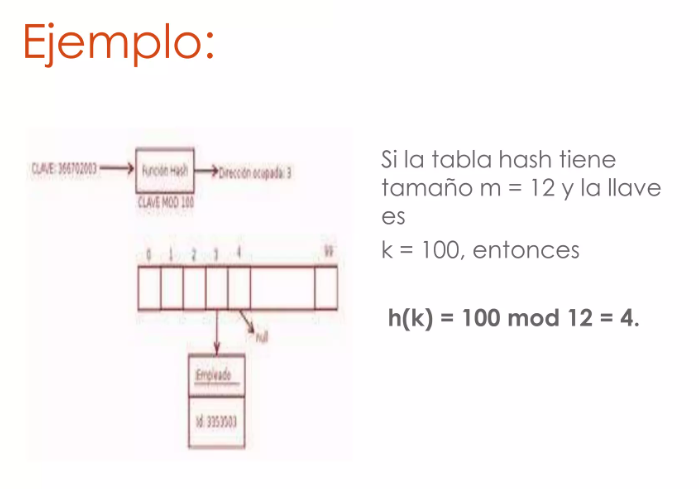 Ejemplo:
CLAVE: 366702003
Función Hash
Dirección ocupada: 3
CLAVE MOD 100
0 1 2 3 4 99
null
Empleado
Id: 3353503
Si la tabla hash tiene
tamaño m = 12 y la llave
es
k = 100, entonces
h(k) = 100 mod 12 = 4.